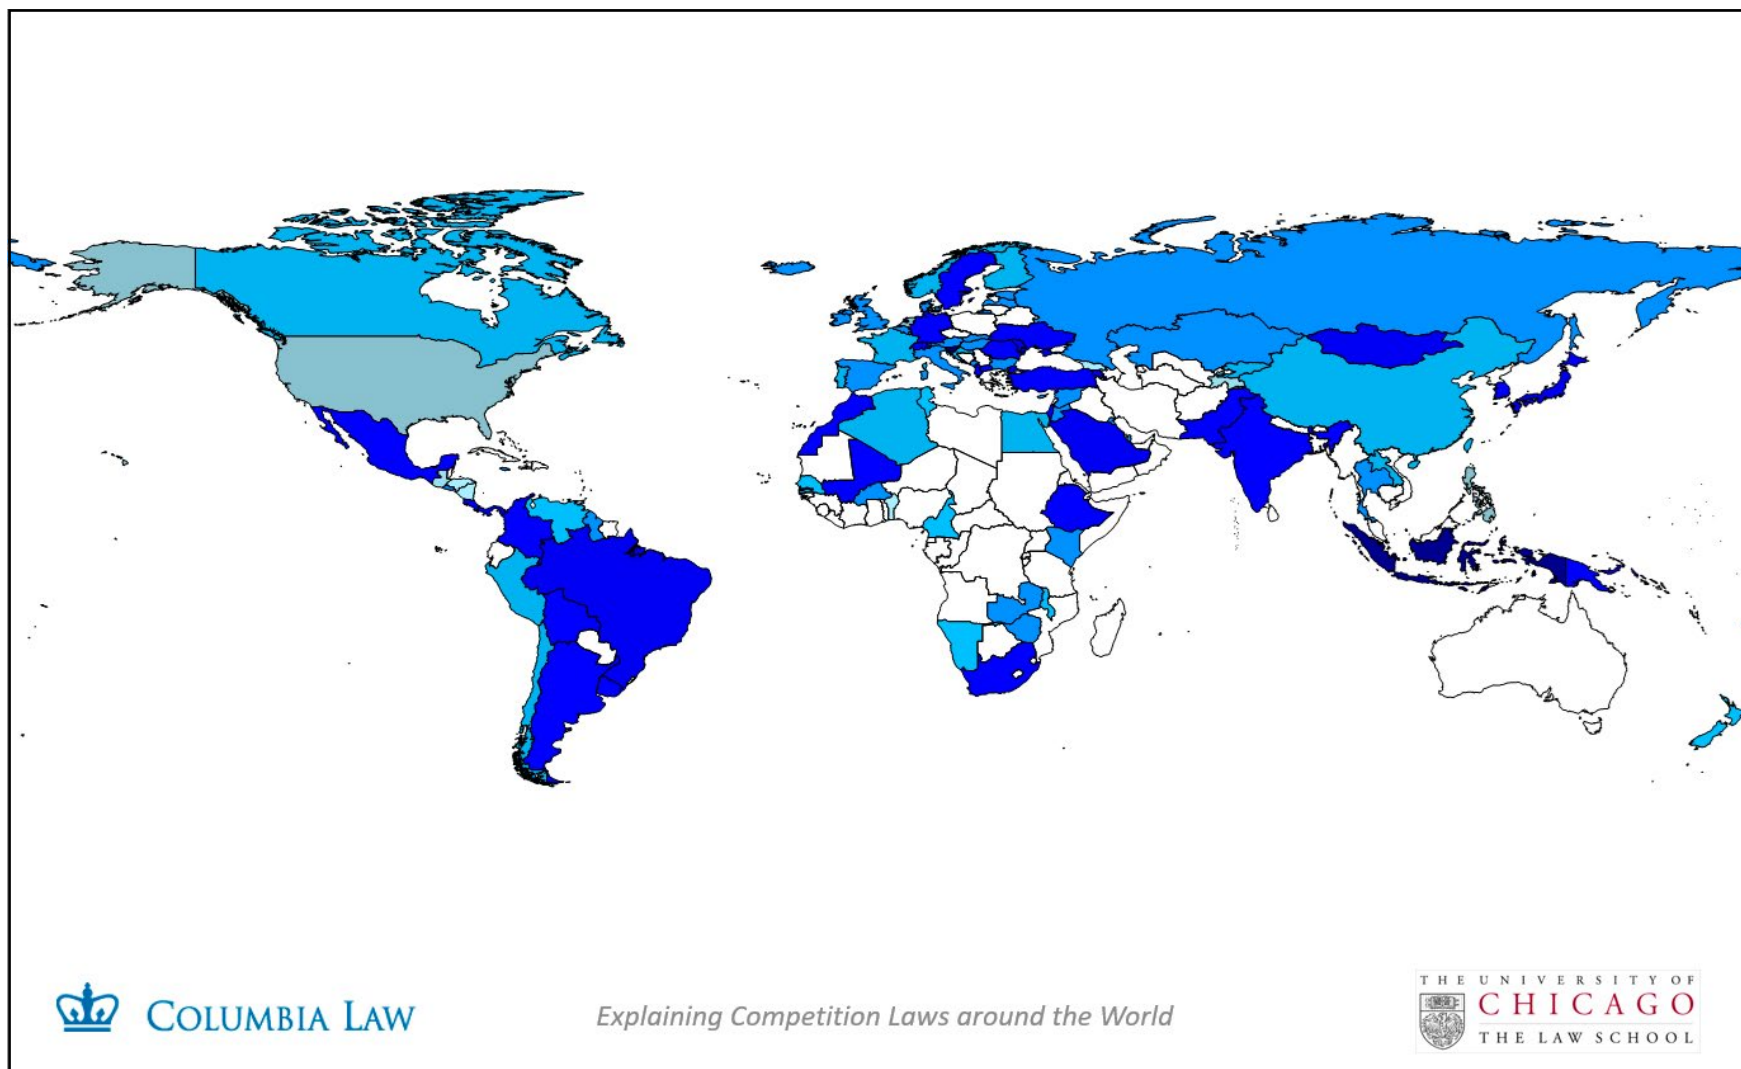 COLUMBIA LAW
Explaining Competition Laws around the World
THE UNIVERSITY OF
CHICAGO
THE LAW SCHOOL